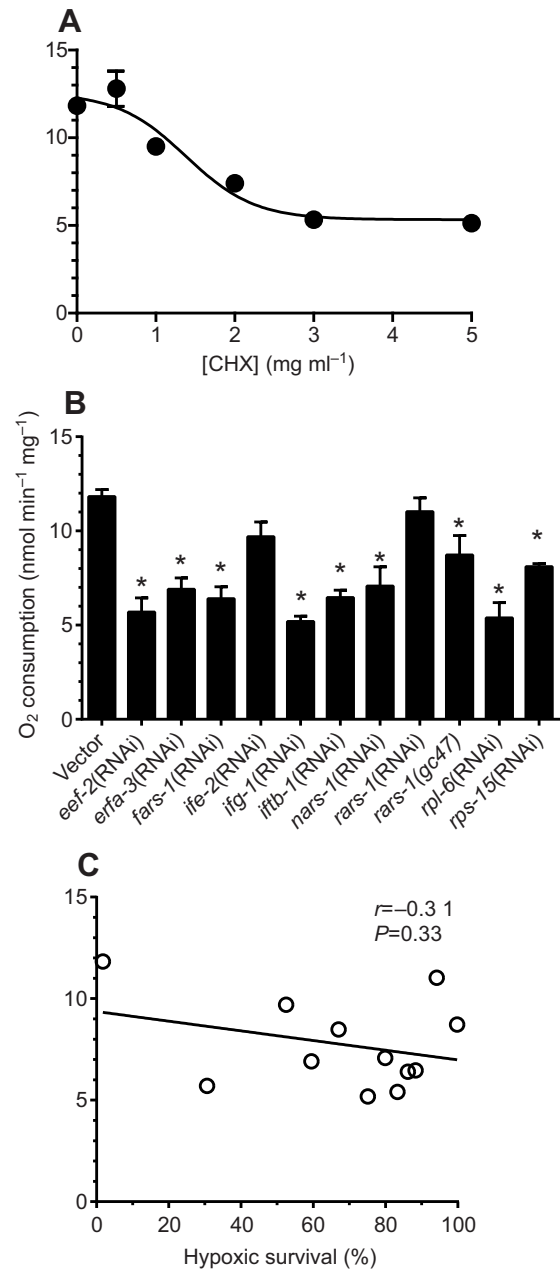 A
15
10
5
0
0 1 2 3 4 5
[CHX] (mg ml⁻¹)
B
O₂ consumption (nmol min⁻¹ mg⁻¹)
15
10
5
0
* * * * * * * * *
Vector
eef-2(RNAi)
erfa-3(RNAi)
fars-1(RNAi)
ife-2(RNAi)
ifg-1(RNAi)
iftb-1(RNAi)
nars-1(RNAi)
rars-1(RNAi)
rars-1(gc47)
rpl-6(RNAi)
rps-15(RNAi)
C
15
10
5
0
r=–0.3 1
P=0.33
0 20 40 60 80 100
Hypoxic survival (%)